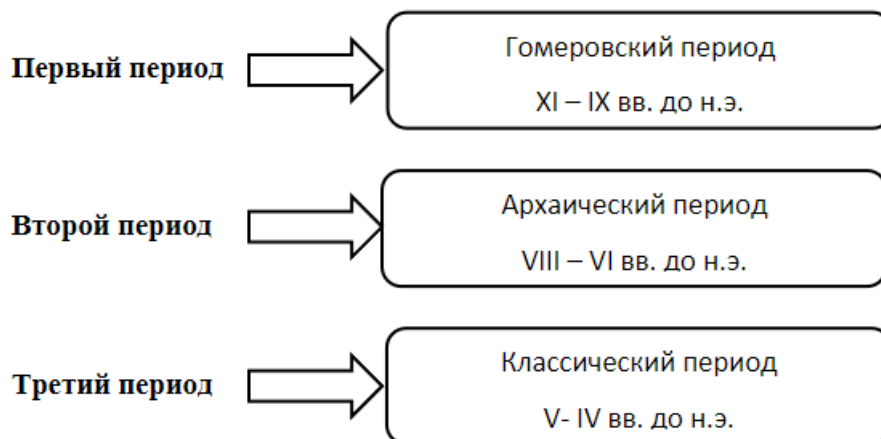 Первый период
Гомеровский период
XI – IX вв. до н.э.
Второй период
Архаический период
VIII – VI вв. до н.э.
Третий период
Классический период
V- IV вв. до н.э.